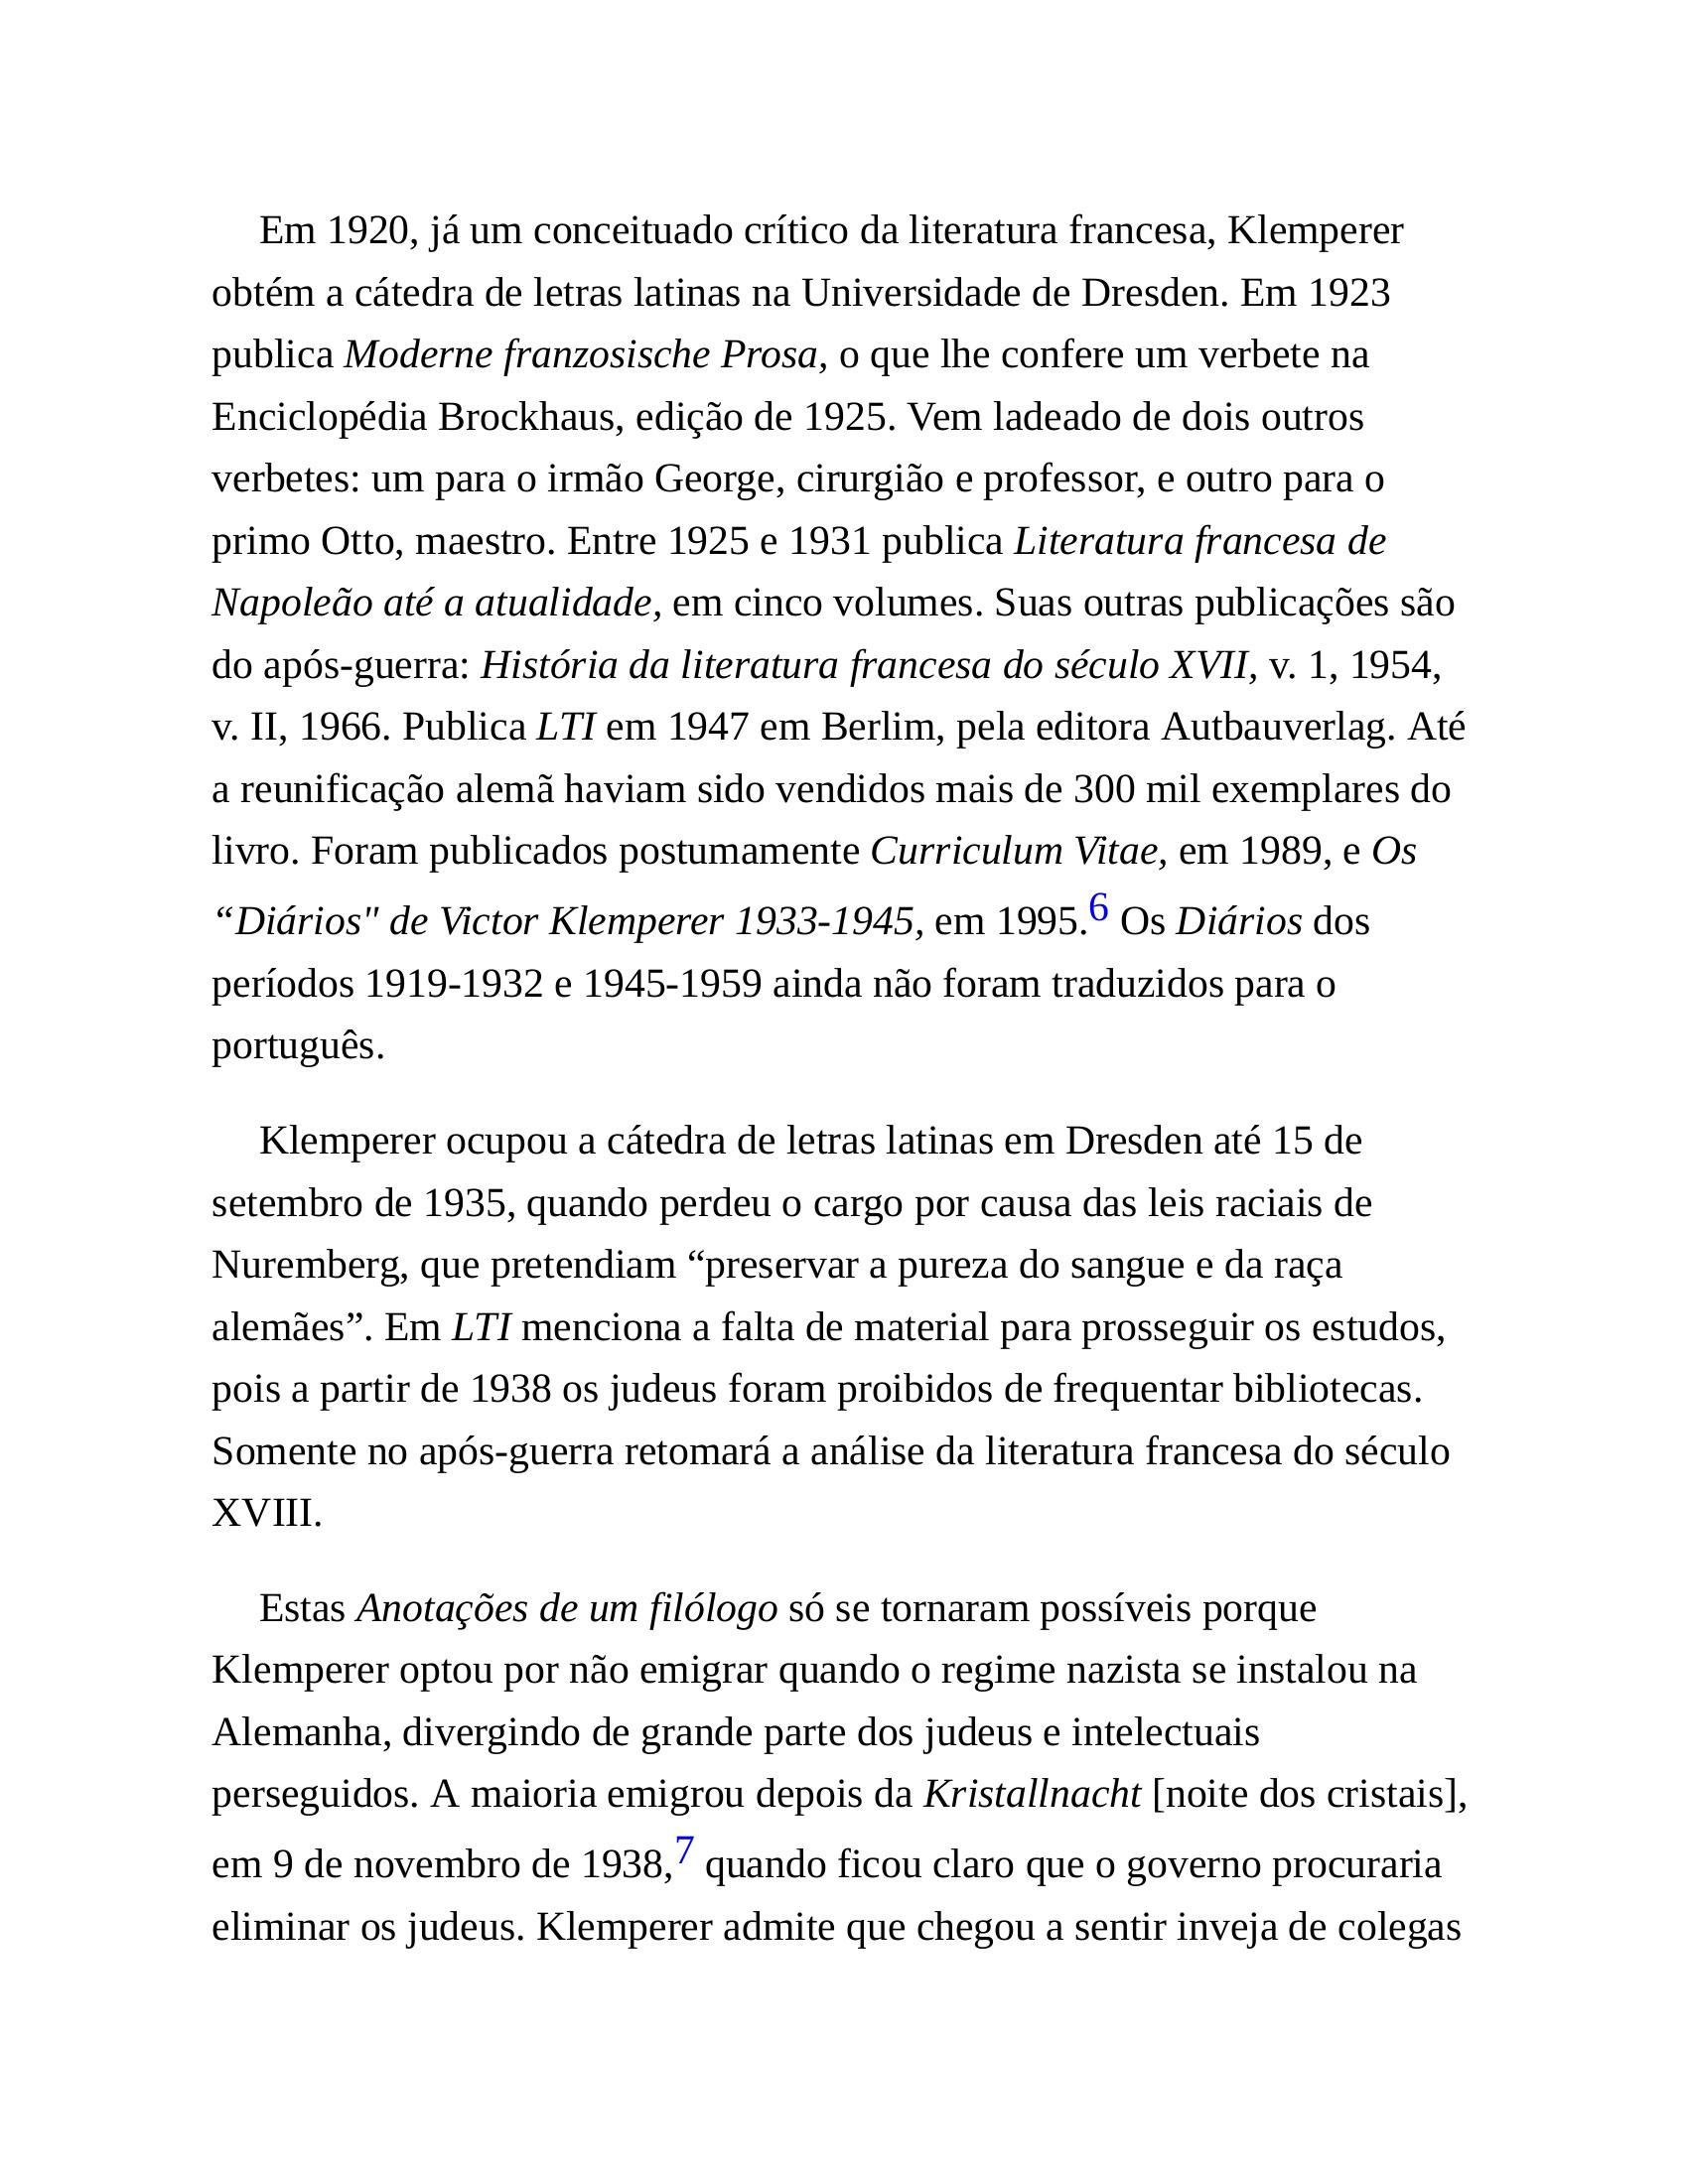 Em 1920, já um conceituado crítico da literatura francesa, Klemperer
obtém a cátedra de letras latinas na Universidade de Dresden. Em 1923
publica Moderne franzosische Prosa, o que lhe confere um verbete na
Enciclopédia Brockhaus, edição de 1925. Vem ladeado de dois outros
verbetes: um para o irmão George, cirurgião e professor, e outro para o
primo Otto, maestro. Entre 1925 e 1931 publica Literatura francesa de
Napoleão até a atualidade, em cinco volumes. Suas outras publicações são
do após-guerra: História da literatura francesa do século XVII, v. 1, 1954,
v. II, 1966. Publica LTI em 1947 em Berlim, pela editora Autbauverlag. Até
a reunificação alemã haviam sido vendidos mais de 300 mil exemplares do
livro. Foram publicados postumamente Curriculum Vitae, em 1989, e Os
“Diários" de Victor Klemperer 1933-1945, em 1995.6 Os Diários dos
períodos 1919-1932 e 1945-1959 ainda não foram traduzidos para o
português.
Klemperer ocupou a cátedra de letras latinas em Dresden até 15 de
setembro de 1935, quando perdeu o cargo por causa das leis raciais de
Nuremberg, que pretendiam “preservar a pureza do sangue e da raça
alemães”. Em LTI menciona a falta de material para prosseguir os estudos,
pois a partir de 1938 os judeus foram proibidos de frequentar bibliotecas.
Somente no após-guerra retomará a análise da literatura francesa do século
XVIII.
Estas Anotações de um filólogo só se tornaram possíveis porque
Klemperer optou por não emigrar quando o regime nazista se instalou na
Alemanha, divergindo de grande parte dos judeus e intelectuais
perseguidos. A maioria emigrou depois da Kristallnacht [noite dos cristais],
em 9 de novembro de 1938,7 quando ficou claro que o governo procuraria
eliminar os judeus. Klemperer admite que chegou a sentir inveja de colegas